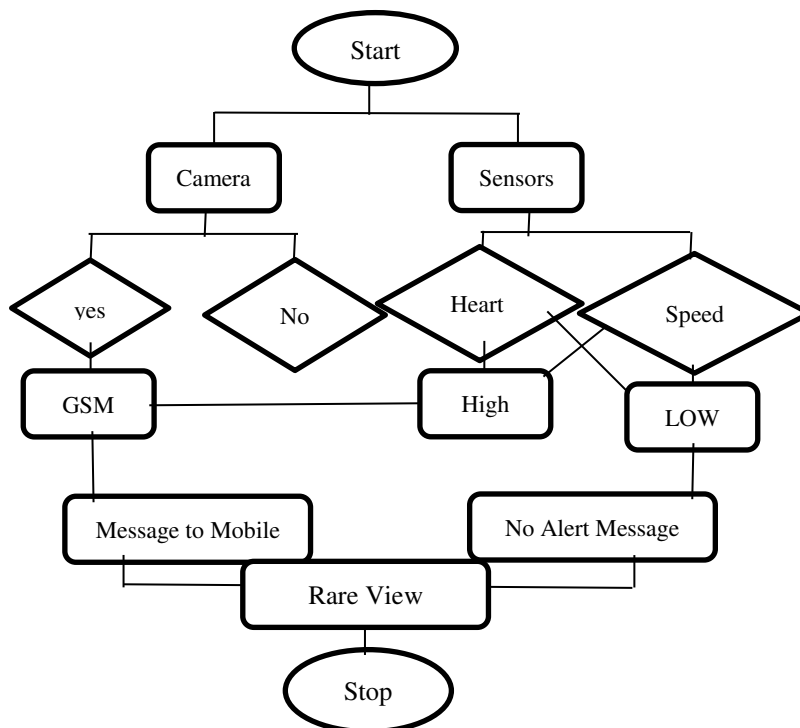 Start
Camera
Sensors
yes
No
Heart
Speed
GSM
High
LOW
Message to Mobile
No Alert Message
Rare View
Stop